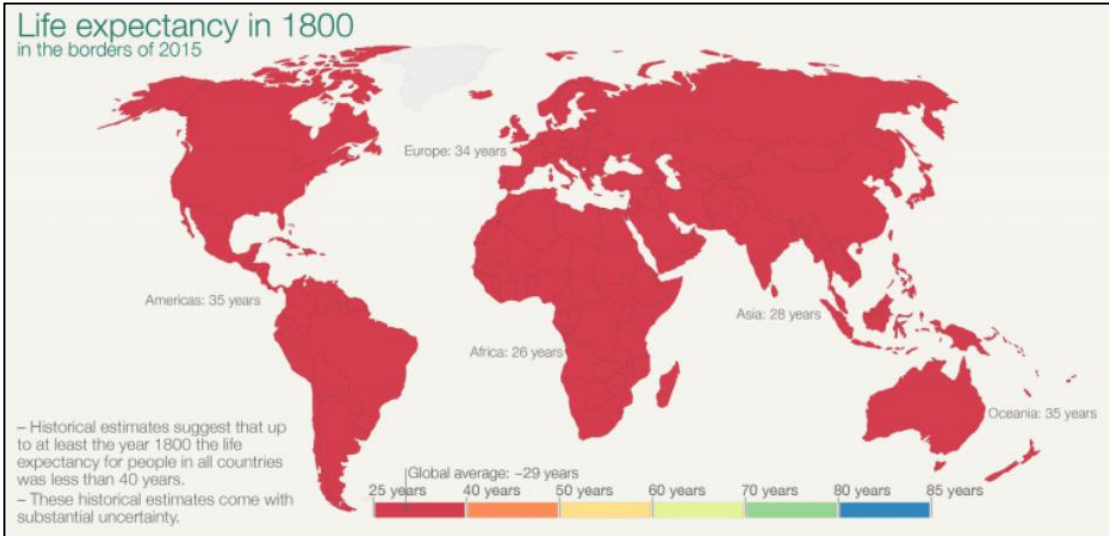 Life expectancy in 1800
in the borders of 2015
Europe: 34 years
Americas: 35 years
Asia: 28 years
Africa: 26 years
Oceania: 35 years
– Historical estimates suggest that up
to at least the year 1800 the life
expectancy for people in all countries
was less than 40 years.
– These historical estimates come with
substantial uncertainty.
Global average: ~29 years
25 years 40 years 50 years 60 years 70 years 80 years 85 years